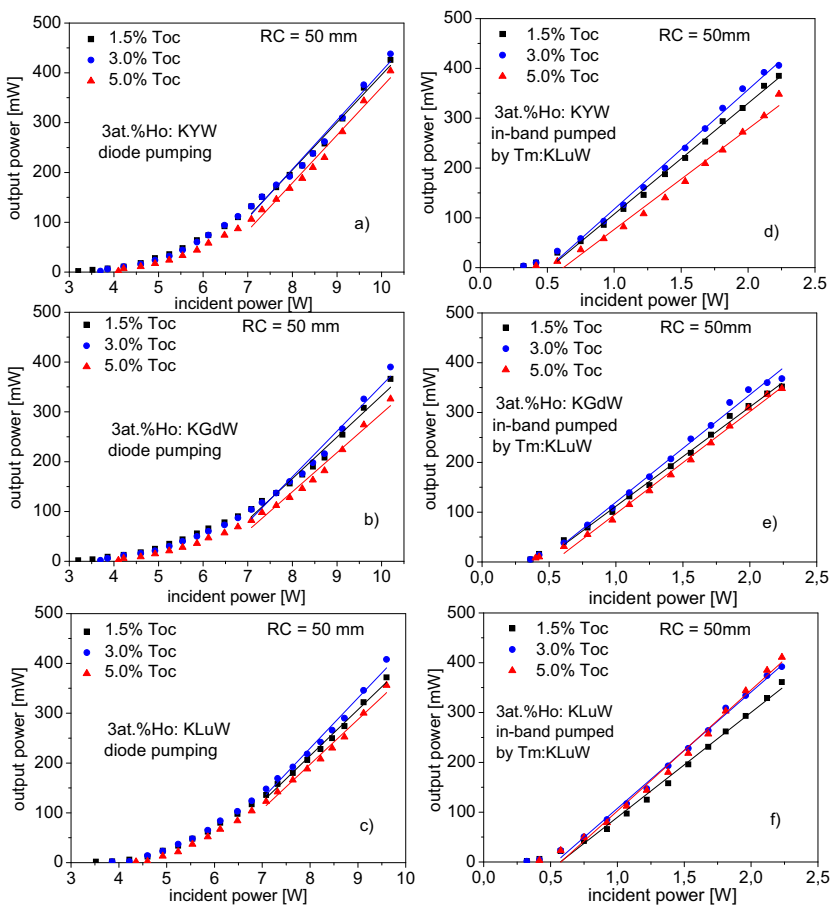 500
400
300
200
100
0
output power [mW]
1.5% Toc
3.0% Toc
5.0% Toc
RC = 50 mm
3at.%Ho: KYW
diode pumping
a)
3 4 5 6 7 8 9 10
incident power [W]
500
400
300
200
100
0
output power [mW]
1.5% Toc
3.0% Toc
5.0% Toc
RC = 50mm
3at.%Ho: KYW
in-band pumped
by Tm:KLuW
d)
0.0 0.5 1.0 1.5 2.0 2.5
incident power [W]
500
400
300
200
100
0
output power [mW]
1.5% Toc
3.0% Toc
5.0% Toc
RC = 50 mm
3at.%Ho: KGdW
diode pumping
b)
3 4 5 6 7 8 9 10
incident power [W]
500
400
300
200
100
0
output power [mW]
1.5% Toc
3.0% Toc
5.0% Toc
RC = 50mm
3at.%Ho: KGdW
in-band pumped
by Tm:KLuW
e)
0,0 0,5 1,0 1,5 2,0 2,5
incident power [W]
500
400
300
200
100
0
output power [mW]
1.5% Toc
3.0% Toc
5.0% Toc
RC = 50 mm
3at.%Ho: KLuW
diode pumping
c)
3 4 5 6 7 8 9 10
incident power [W]
500
400
300
200
100
0
output power [mW]
1.5% Toc
3.0% Toc
5.0% Toc
RC = 50mm
3at.%Ho: KLuW
in-band pumped
by Tm:KLuW
f)
0,0 0,5 1,0 1,5 2,0 2,5
incident power [W]